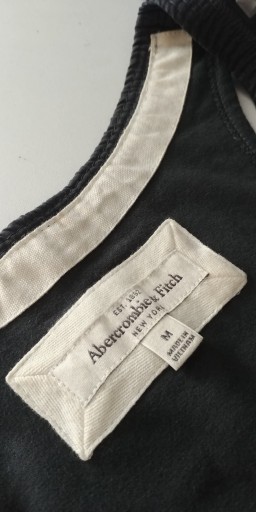 EST. 1892
Abercrombie & Fitch
NEW YORK
M
MADE IN
VIETNAM